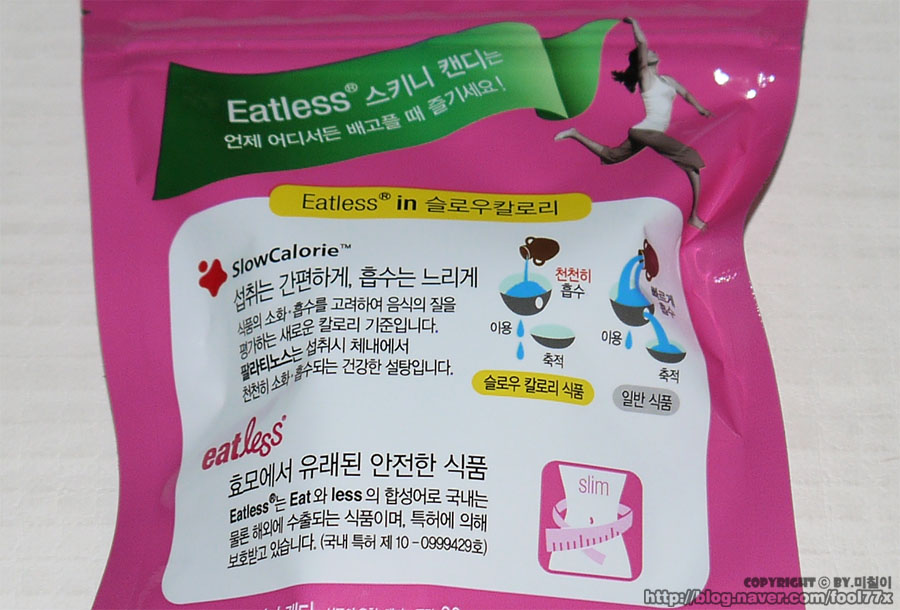 Eatless® 스키니 캔디는
언제 어디서든 배고플 때 즐기세요!
Eatless® in 슬로우칼로리
SlowCalorie™
섭취는 간편하게, 흡수는 느리게
식품의 소화·흡수를 고려하여 음식의 질을
평가하는 새로운 칼로리 기준입니다.
팔라티노스는 섭취시 체내에서
천천히 소화·흡수되는 건강한 설탕입니다.
천천히
흡수
이용
축적
슬로우 칼로리 식품
빠르게
흡수
이용
축적
일반 식품
eatless®
효모에서 유래된 안전한 식품
Eatless®는 Eat와 less의 합성어로 국내는
물론 해외에 수출되는 식품이며, 특허에 의해
보호받고 있습니다. (국내 특허 제 10-0999429호)
slim
COPYRIGHT © BY.미칠이
http://blog.naver.com/fool77x